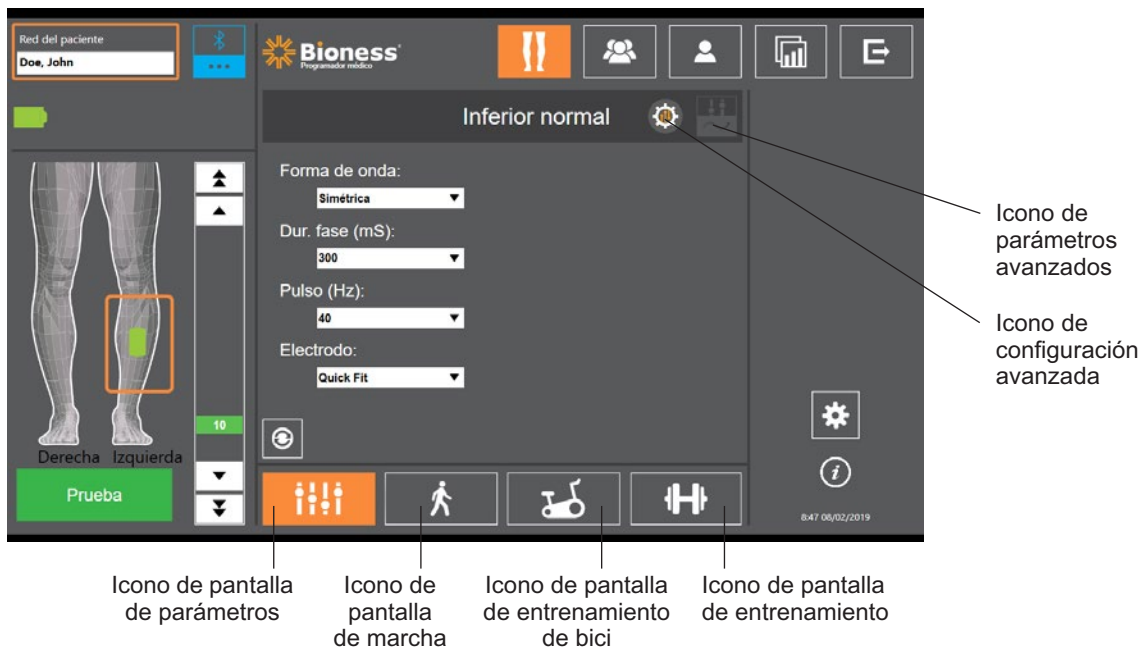 Red del paciente
Doe, John
Bioness
Programador médico
Inferior normal
Forma de onda:
Simétrica
Dur. fase (mS):
300
Pulso (Hz):
40
Electrodo:
Quick Fit
10
Derecha Izquierda
Prueba
8:47 08/02/2019
Icono de
parámetros
avanzados
Icono de
configuración
avanzada
Icono de pantalla
de parámetros
Icono de
pantalla
de marcha
Icono de pantalla
de entrenamiento
de bici
Icono de pantalla
de entrenamiento